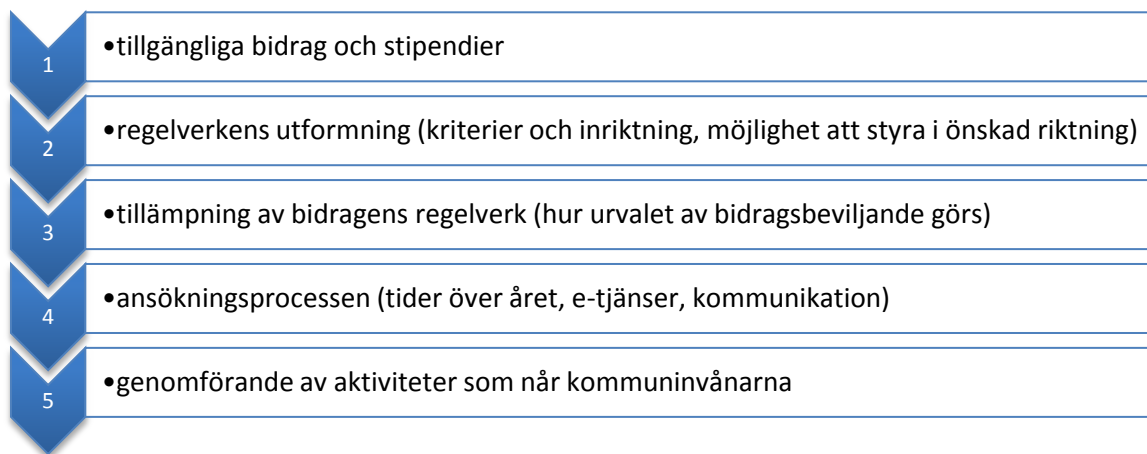 1 •tillgängliga bidrag och stipendier
2 •regelverkens utformning (kriterier och inriktning, möjlighet att styra i önskad riktning)
3 •tillämpning av bidragens regelverk (hur urvalet av bidragsbeviljande görs)
4 •ansökningsprocessen (tider över året, e-tjänser, kommunikation)
5 •genomförande av aktiviteter som når kommuninvånarna